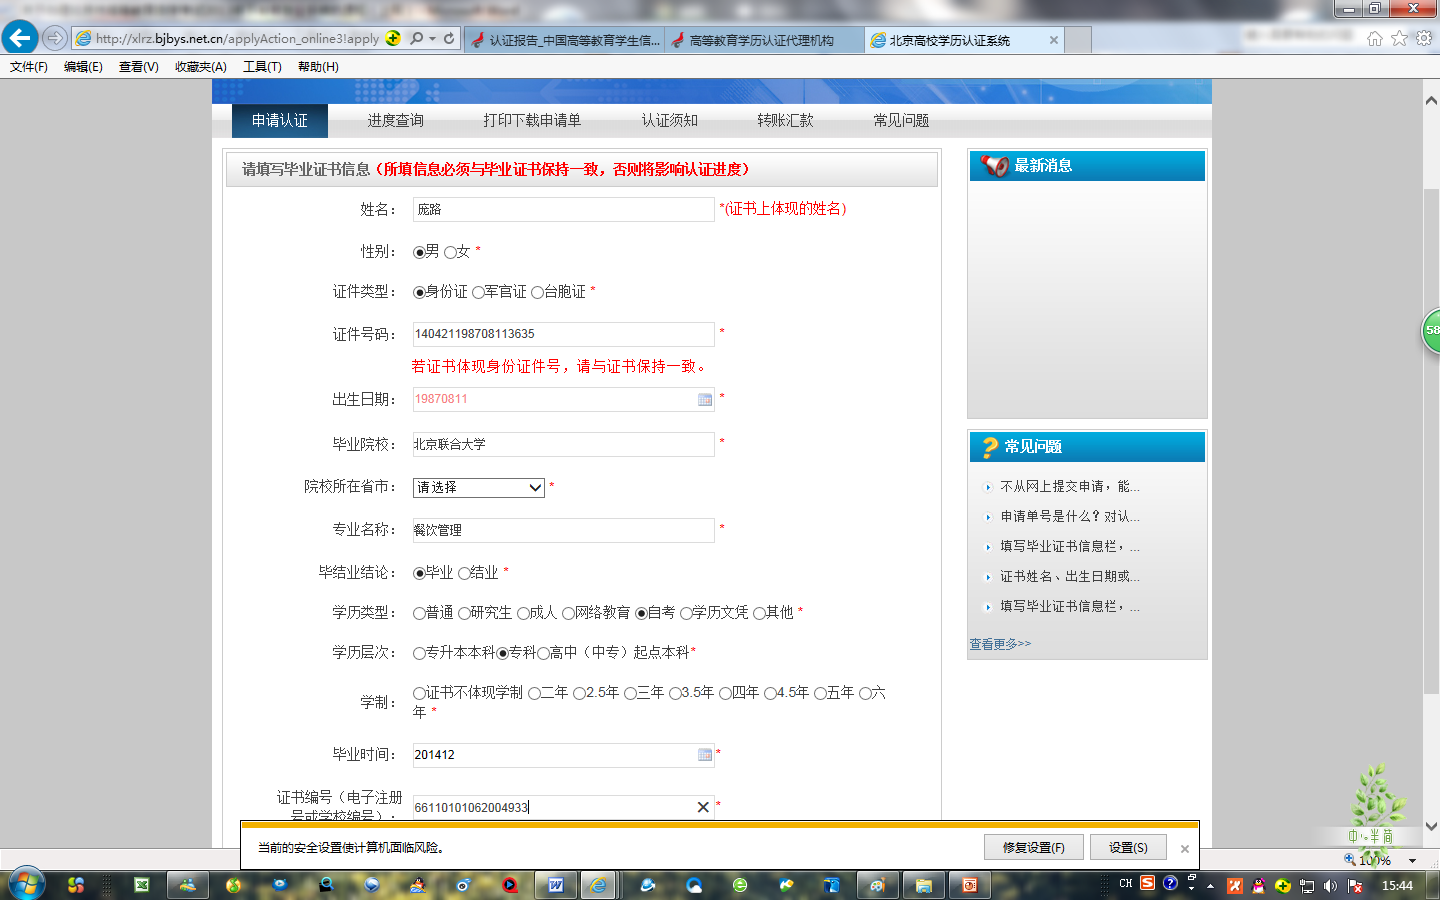 http://xlrz.bjbys.net.cn/applyAction_online3!apply
认证报告_中国高等教育学生信...
高等教育学历认证代理机构
北京高校学历认证系统
文件(F) 编辑(E) 查看(V) 收藏夹(A) 工具(T) 帮助(H)
申请认证 进度查询 打印下载申请单 认证须知 转账汇款 常见问题
请填写毕业证书信息（所填信息必须与毕业证书保持一致，否则将影响认证进度）
姓名： 庞路 *(证书上体现的姓名)
性别： 男 女 *
证件类型： 身份证 军官证 台胞证 *
证件号码： 140421198708113635 *
若证书体现身份证件号，请与证书保持一致。
出生日期： 19870811 *
毕业院校： 北京联合大学 *
院校所在省市： 请选择 *
专业名称： 餐饮管理 *
毕结业结论： 毕业 结业 *
学历类型： 普通 研究生 成人 网络教育 自考 学历文凭 其他 *
学历层次： 专升本本科 专科 高中（中专）起点本科*
学制： 证书不体现学制 二年 2.5年 三年 3.5年 四年 4.5年 五年 六
年 *
毕业时间： 201412 *
证书编号（电子注册
号或学校编号）： 66110101062004933 *
最新消息
常见问题
不从网上提交申请，能...
申请单号是什么？对认...
填写毕业证书信息栏，...
证书姓名、出生日期或...
填写毕业证书信息栏，...
查看更多>>
58
当前的安全设置使计算机面临风险。 修复设置(F) 设置(S)
中 半 简
100%
CH
15:44